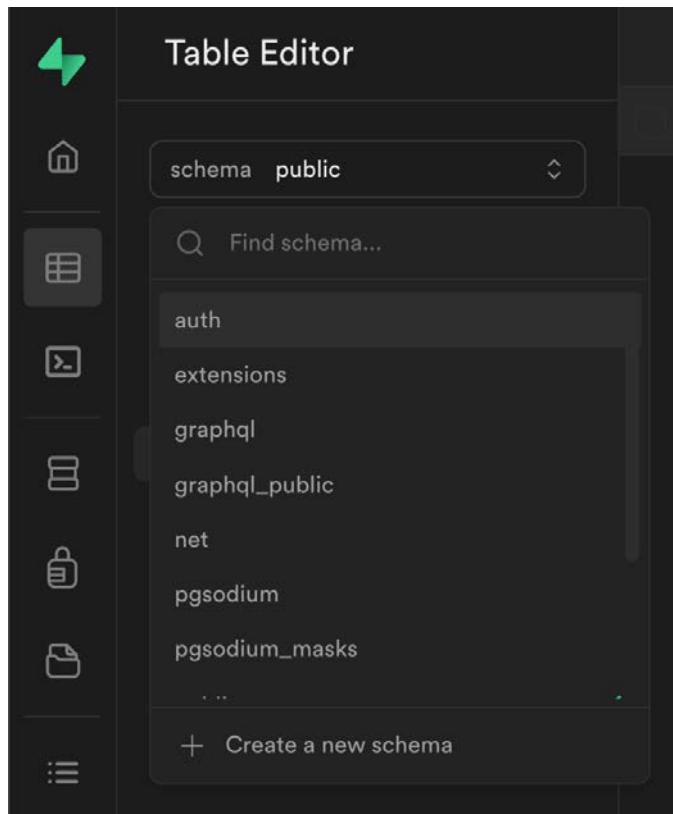 Table Editor
schema public
Find schema...
auth
extensions
graphql
graphql_public
net
pgsodium
pgsodium_masks
Create a new schema